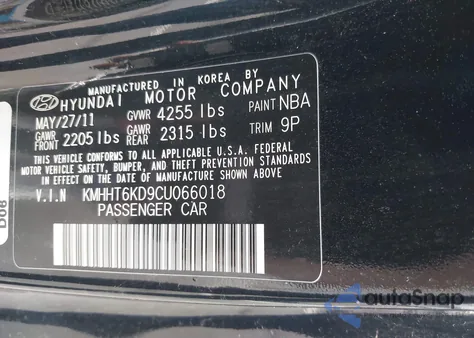 MANUFACTURED IN KOREA BY
HYUNDAI MOTOR COMPANY
MAY/27/11 GVWR 4255 lbs PAINT NBA
GAWR FRONT 2205 lbs GAWR REAR 2315 lbs TRIM 9P
THIS VEHICLE CONFORMS TO ALL APPLICABLE U.S.A. FEDERAL
MOTOR VEHICLE SAFETY, BUMPER, AND THEFT PREVENTION
STANDARDS IN EFFECT ON THE DATE OF MANUFACTURE SHOWN ABOVE.
V.I.N KMHHT6KD9CU066018
PASSENGER CAR
D08
autoSnap